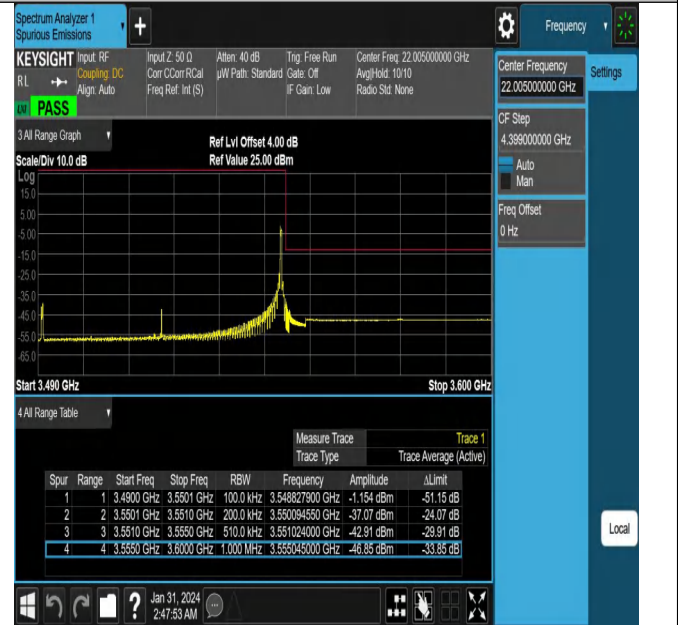 Spectrum Analyzer 1
Spurious Emissions
+
Frequency
KEYSIGHT
RL
PASS
Input: RF
Coupling: DC
Align: Auto
Input Z: 50 Ω
Corr CCorr RCal
Freq Ref: Int (S)
Atten: 40 dB
µW Path: Standard
Trig: Free Run
Gate: Off
IF Gain: Low
Center Freq: 22.005000000 GHz
Avg|Hold: 10/10
Radio Std: None
Center Frequency
22.005000000 GHz
Settings
CF Step
4.399000000 GHz
Auto
Man
Freq Offset
0 Hz
3 All Range Graph
Scale/Div 10.0 dB
Ref Lvl Offset 4.00 dB
Ref Value 25.00 dBm
Log
15.0
5.00
-5.00
-15.0
-25.0
-35.0
-45.0
-55.0
-65.0
Start 3.490 GHz
Stop 3.600 GHz
4 All Range Table
Measure Trace Trace 1
Trace Type Trace Average (Active)
Spur Range Start Freq Stop Freq RBW Frequency Amplitude ΔLimit
1 1 3.4900 GHz 3.5501 GHz 100.0 kHz 3.548827900 GHz -1.154 dBm -51.15 dB
2 2 3.5501 GHz 3.5510 GHz 200.0 kHz 3.550094550 GHz -37.07 dBm -24.07 dB
3 3 3.5510 GHz 3.5550 GHz 510.0 kHz 3.551024000 GHz -42.91 dBm -29.91 dB
4 4 3.5550 GHz 3.6000 GHz 1.000 MHz 3.555045000 GHz -46.85 dBm -33.85 dB
Local
?
Jan 31, 2024
2:47:53 AM